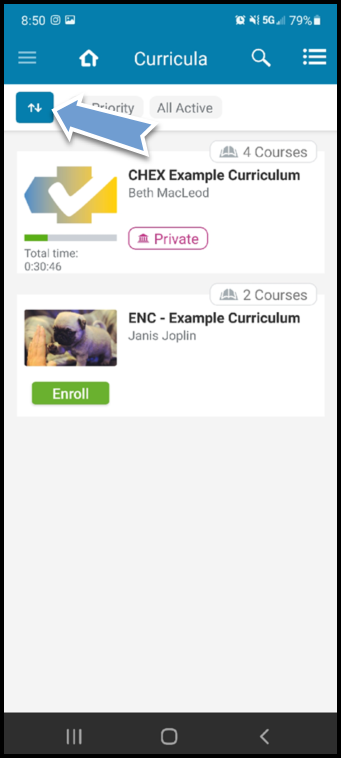 8:50 5G 79%
Curricula
Priority All Active
4 Courses
CHEX Example Curriculum
Beth MacLeod
Private
Total time:
0:30:46
2 Courses
ENC - Example Curriculum
Janis Joplin
Enroll